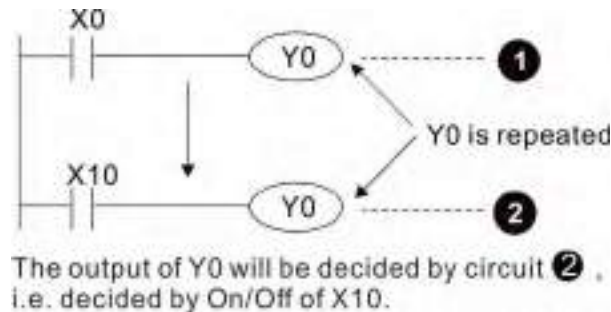 X0
Y0
1
Y0 is repeated
X10
Y0
2
The output of Y0 will be decided by circuit 2 ,
i.e. decided by On/Off of X10.